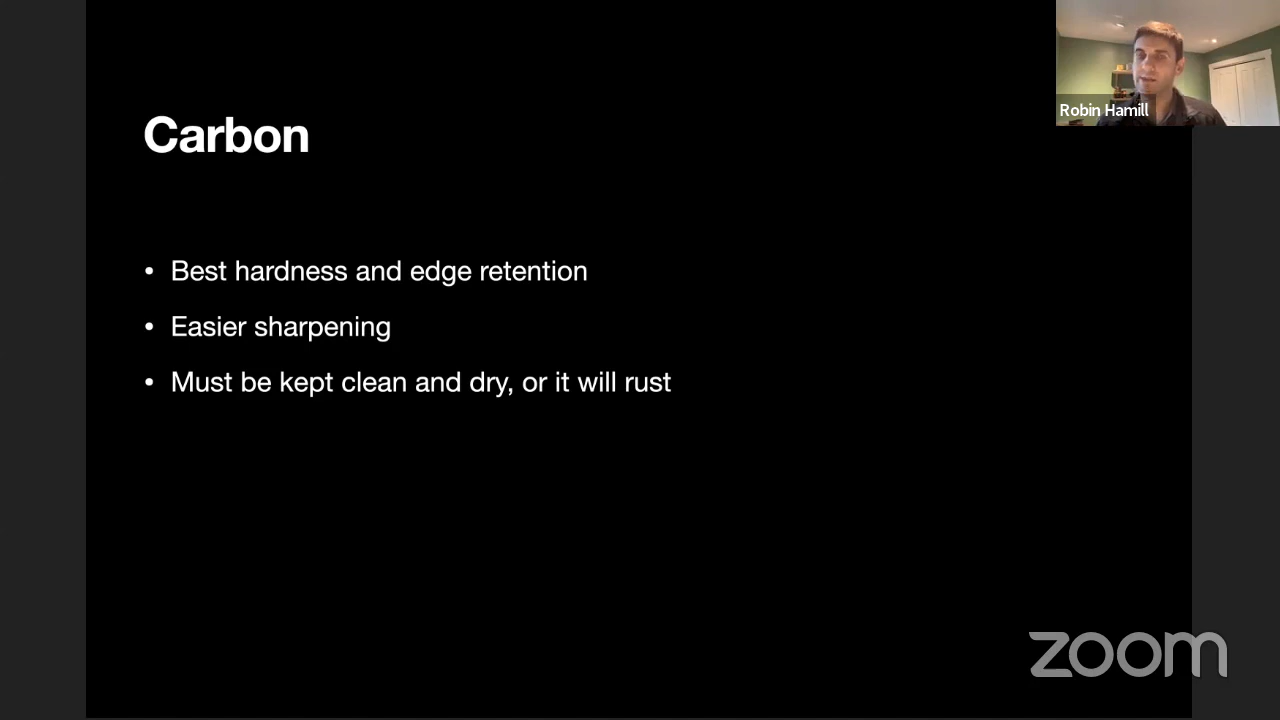 Carbon
• Best hardness and edge retention
• Easier sharpening
• Must be kept clean and dry, or it will rust
Robin Hamill
zoom